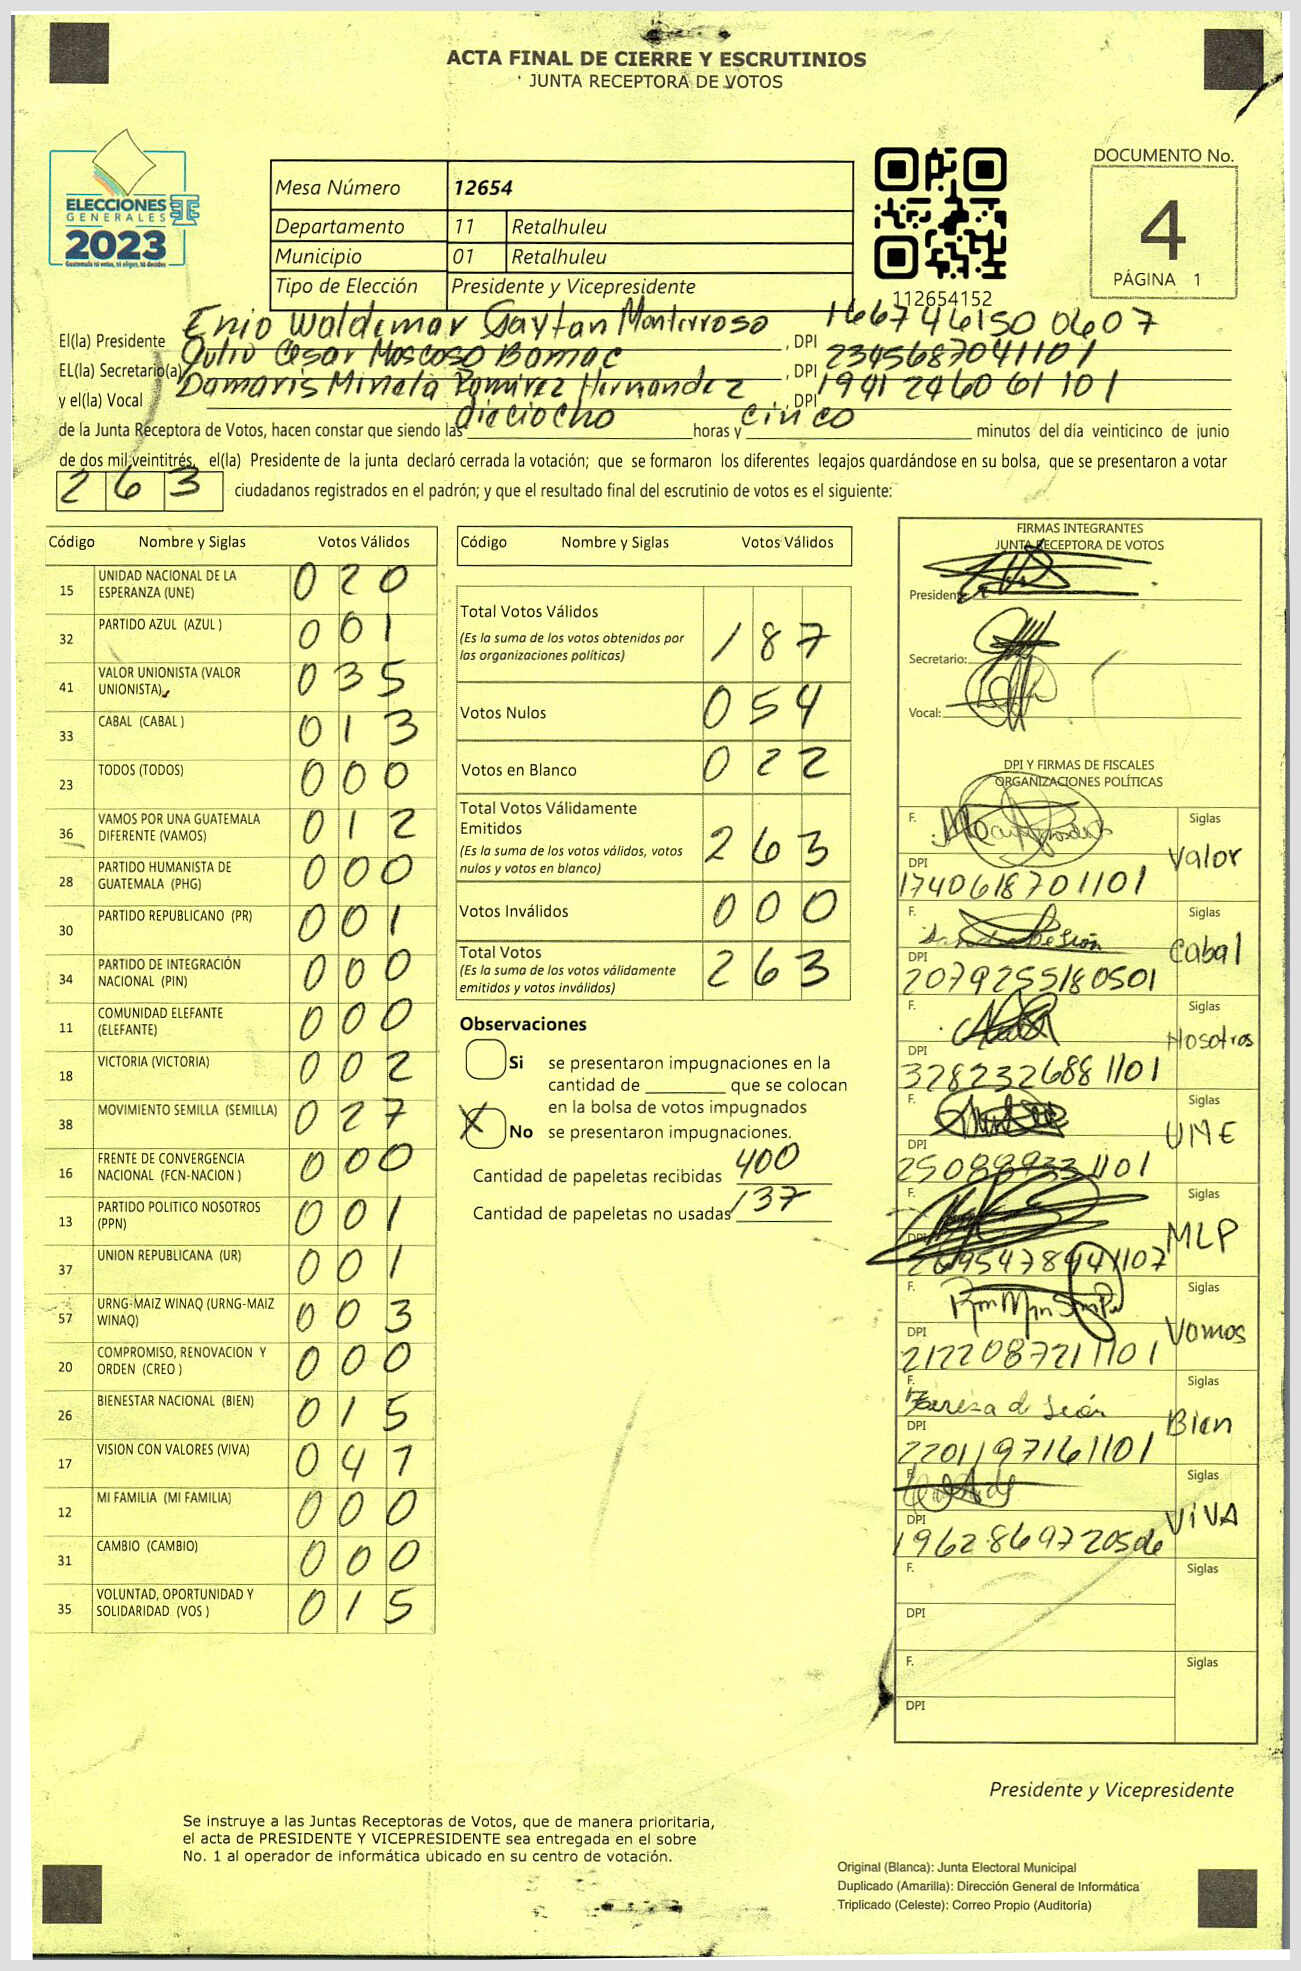 ACTA FINAL DE CIERRE Y ESCRUTINIOS
JUNTA RECEPTORA DE VOTOS
ELECCIONES
GENERALES
2023
Guatemala tú votas, tú eliges, tú decides
Mesa Número 12654
Departamento 11 Retalhuleu
Municipio 01 Retalhuleu
Tipo de Elección Presidente y Vicepresidente
112654152
DOCUMENTO No.
4
PÁGINA 1
El(la) Presidente Enio Waldemar Gaytan Monterroso, DPI 1667461500607
EL(la) Secretario(a) Julio Cesar Moscoso Bamac, DPI 2345687041101
y el(la) Vocal Damaris Minela Ramirez Hernandez, DPI 1941246061101
de la Junta Receptora de Votos, hacen constar que siendo las dieciocho horas y cinco minutos del día veinticinco de junio
de dos mil veintitrés, el(la) Presidente de la junta declaró cerrada la votación; que se formaron los diferentes legajos guardándose en su bolsa, que se presentaron a votar
263 ciudadanos registrados en el padrón; y que el resultado final del escrutinio de votos es el siguiente:
Código Nombre y Siglas Votos Válidos
15 UNIDAD NACIONAL DE LA ESPERANZA (UNE) 020
32 PARTIDO AZUL (AZUL ) 001
41 VALOR UNIONISTA (VALOR UNIONISTA) 035
33 CABAL (CABAL ) 013
23 TODOS (TODOS) 000
36 VAMOS POR UNA GUATEMALA DIFERENTE (VAMOS) 012
28 PARTIDO HUMANISTA DE GUATEMALA (PHG) 000
30 PARTIDO REPUBLICANO (PR) 001
34 PARTIDO DE INTEGRACIÓN NACIONAL (PIN) 000
11 COMUNIDAD ELEFANTE (ELEFANTE) 000
18 VICTORIA (VICTORIA) 002
38 MOVIMIENTO SEMILLA (SEMILLA) 027
16 FRENTE DE CONVERGENCIA NACIONAL (FCN-NACION ) 000
13 PARTIDO POLITICO NOSOTROS (PPN) 001
37 UNION REPUBLICANA (UR) 001
57 URNG-MAIZ WINAQ (URNG-MAIZ WINAQ) 003
20 COMPROMISO, RENOVACION Y ORDEN (CREO ) 000
26 BIENESTAR NACIONAL (BIEN) 015
17 VISION CON VALORES (VIVA) 041
12 MI FAMILIA (MI FAMILIA) 000
31 CAMBIO (CAMBIO) 000
35 VOLUNTAD, OPORTUNIDAD Y SOLIDARIDAD (VOS ) 015
Código Nombre y Siglas Votos Válidos
Total Votos Válidos
(Es la suma de los votos obtenidos por
las organizaciones políticas) 187
Votos Nulos 054
Votos en Blanco 022
Total Votos Válidamente
Emitidos
(Es la suma de los votos válidos, votos
nulos y votos en blanco) 263
Votos Inválidos 000
Total Votos
(Es la suma de los votos válidamente
emitidos y votos inválidos) 263
Observaciones
Si se presentaron impugnaciones en la
cantidad de ________ que se colocan
en la bolsa de votos impugnados
X No se presentaron impugnaciones.
Cantidad de papeletas recibidas 400
Cantidad de papeletas no usadas 137
FIRMAS INTEGRANTES
JUNTA RECEPTORA DE VOTOS
Presidente:
Secretario:
Vocal:
DPI Y FIRMAS DE FISCALES
ORGANIZACIONES POLÍTICAS
F. Siglas
Valor
DPI
1740618701101
F. Sandra De León Siglas
Cabal
DPI
2079255180501
F. Siglas
Nosotros
DPI
3282326881101
F. Siglas
UNE
DPI
F. Siglas
MLP
DPI
F. Siglas
Vamos
DPI
2122087211101
F. Teresa de León Siglas
Bien
DPI
2201197161101
F. Siglas
ViVA
DPI
1962869720506
F. Siglas
DPI
F. Siglas
DPI
Presidente y Vicepresidente
Se instruye a las Juntas Receptoras de Votos, que de manera prioritaria,
el acta de PRESIDENTE Y VICEPRESIDENTE sea entregada en el sobre
No. 1 al operador de informática ubicado en su centro de votación.
Original (Blanca): Junta Electoral Municipal
Duplicado (Amarilla): Dirección General de Informática
Triplicado (Celeste): Correo Propio (Auditoría)